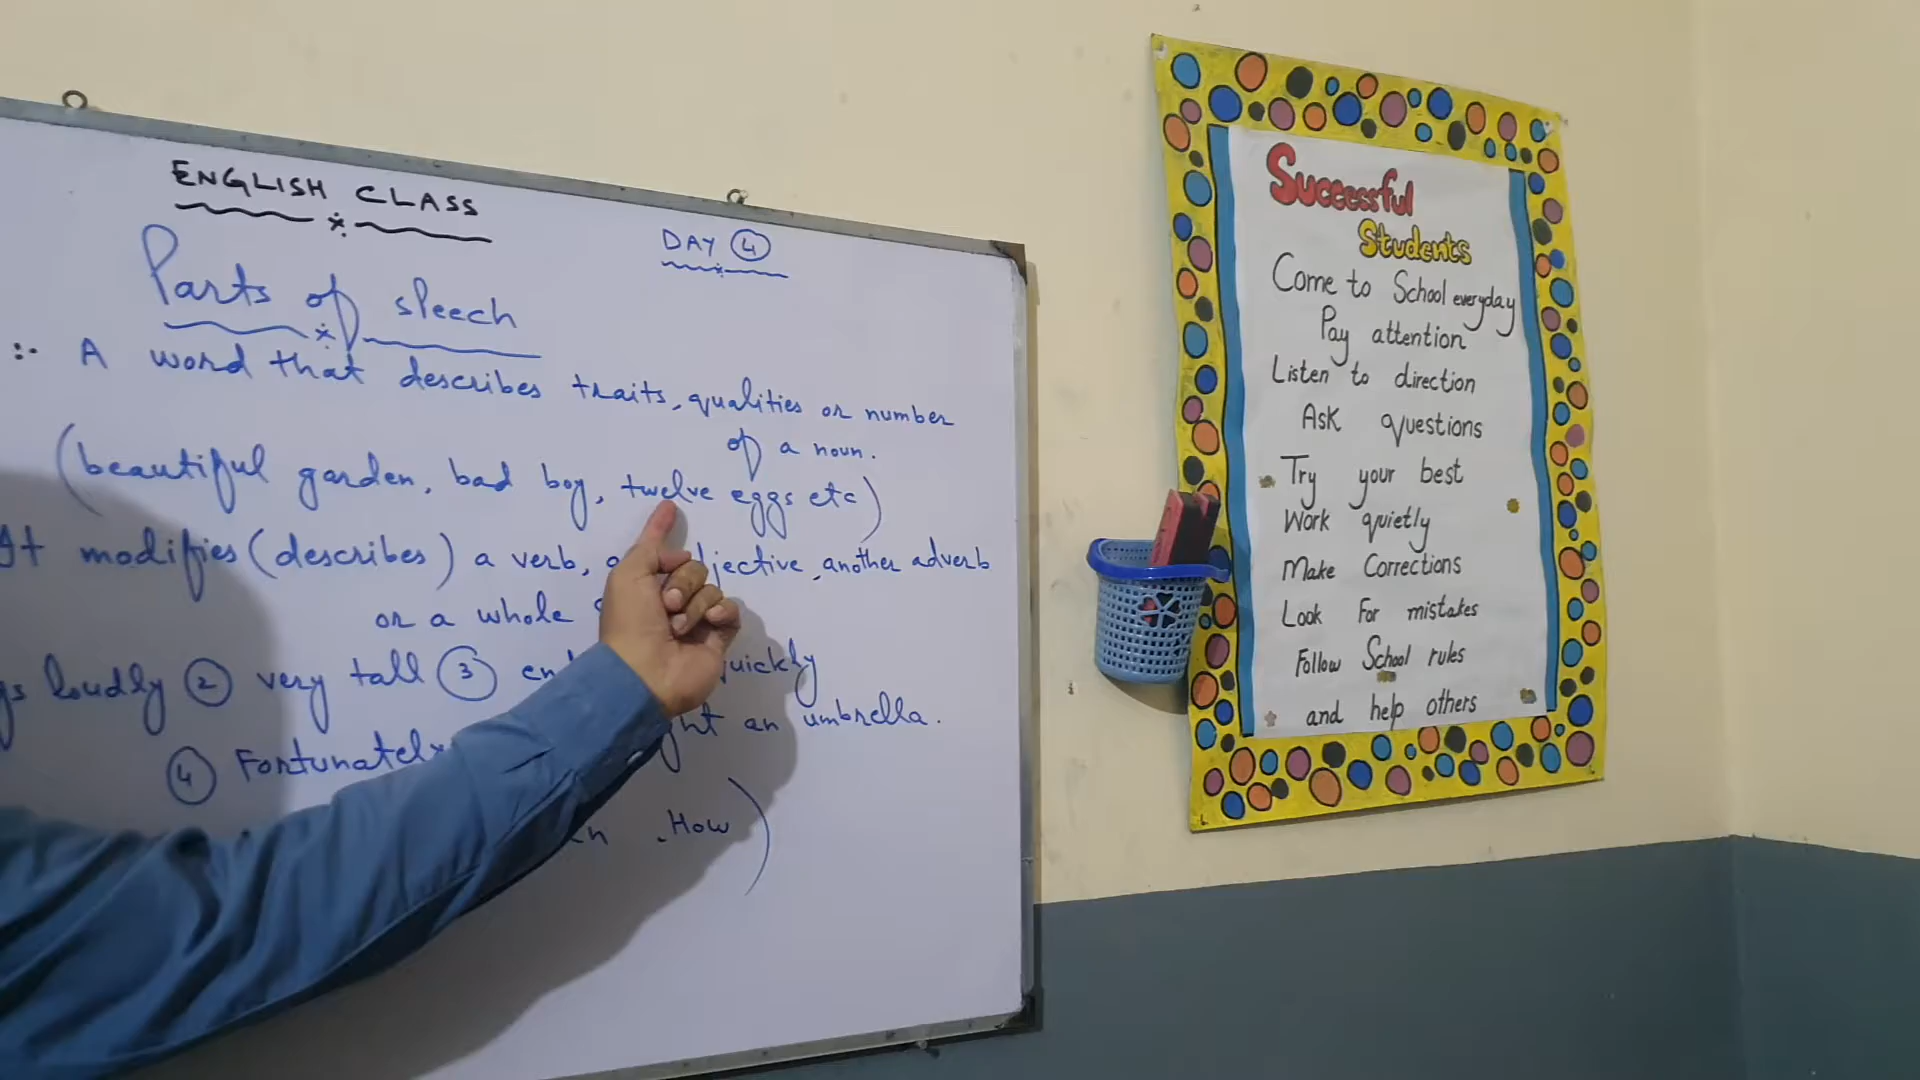 ENGLISH CLASS
DAY 4
Parts of speech
:- A word that describes traits, qualities or number
of a noun.
(beautiful garden, bad boy, twelve eggs etc)
It modifies (describes) a verb, adjective, another adverb
or a whole
loudly ② very tall ③ quickly
④ Fortunately an umbrella.
, How )
Successful
Students
Come to School everyday
Pay attention
Listen to direction
Ask questions
Try your best
Work quietly
Make Corrections
Look For mistakes
Follow School rules
and help others